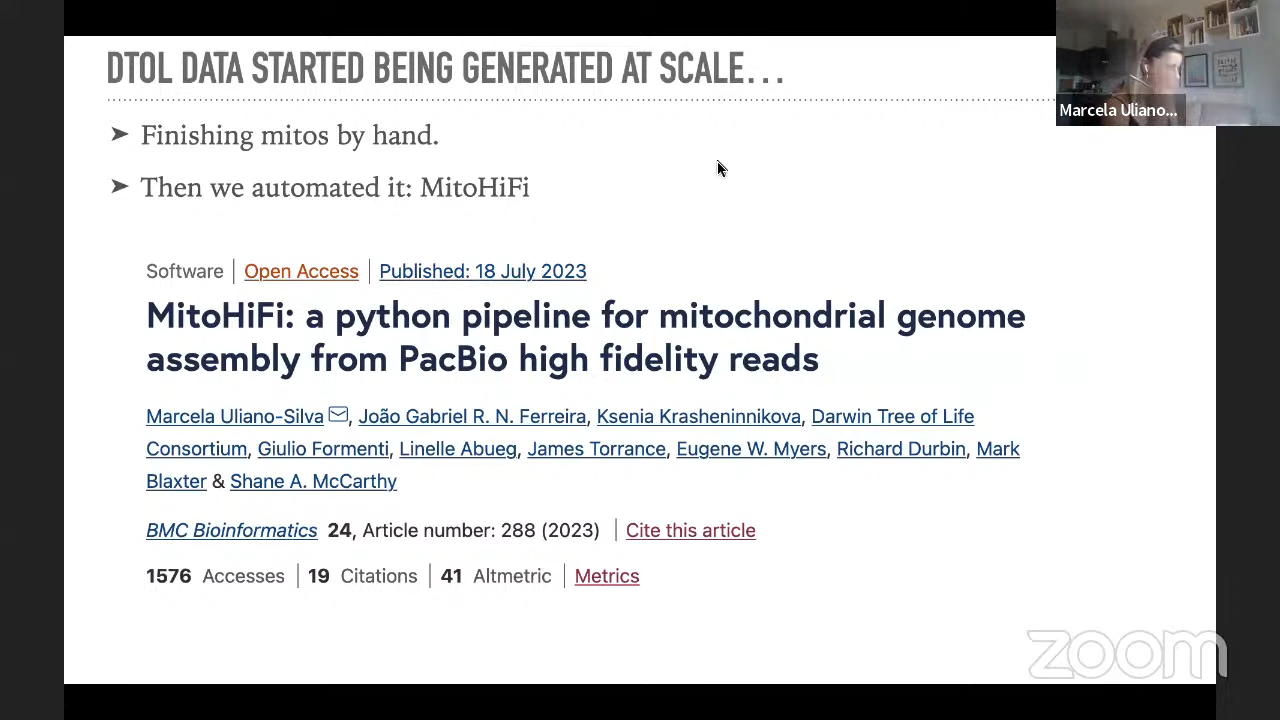 DTOL DATA STARTED BEING GENERATED AT SCALE...
Marcela Uliano...
➤ Finishing mitos by hand.
➤ Then we automated it: MitoHiFi
Software | Open Access | Published: 18 July 2023
MitoHiFi: a python pipeline for mitochondrial genome
assembly from PacBio high fidelity reads
Marcela Uliano-Silva, João Gabriel R. N. Ferreira, Ksenia Krasheninnikova, Darwin Tree of Life
Consortium, Giulio Formenti, Linelle Abueg, James Torrance, Eugene W. Myers, Richard Durbin, Mark
Blaxter & Shane A. McCarthy
BMC Bioinformatics 24, Article number: 288 (2023) | Cite this article
1576 Accesses | 19 Citations | 41 Altmetric | Metrics
zoom